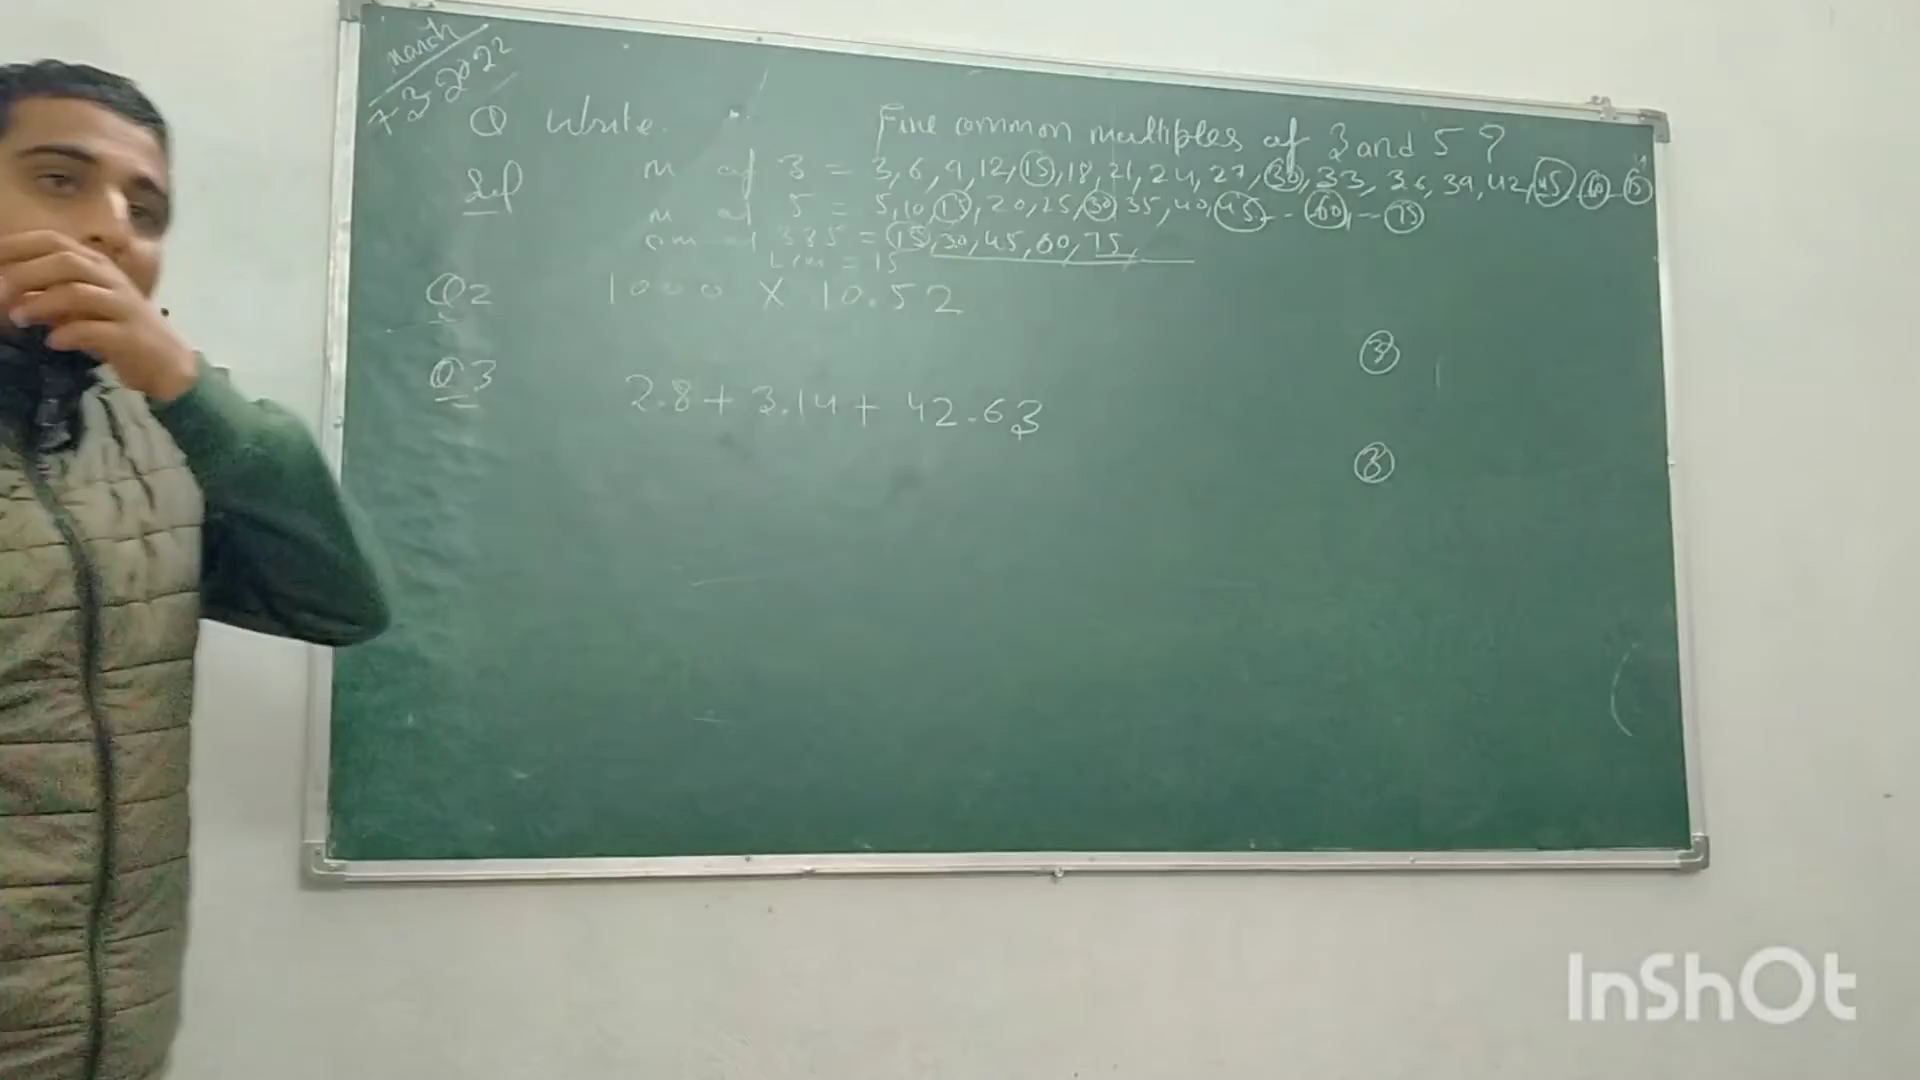 March
7-3-2022
Q Write. Five common multiples of 3 and 5 ?
Sol
M of 3 = 3, 6, 9, 12, 15, 18, 21, 24, 27, 30, 33, 36, 39, 42, 45, 60 - 75
M of 5 = 5, 10, 15, 20, 25, 30, 35, 40, 45 - - 60, - 75
Cm of 3&5 = 15, 30, 45, 60, 75,
Lcm = 15
Q2 1000 X 10.52
Q3 2.8 + 3.14 + 42.63
InShOt